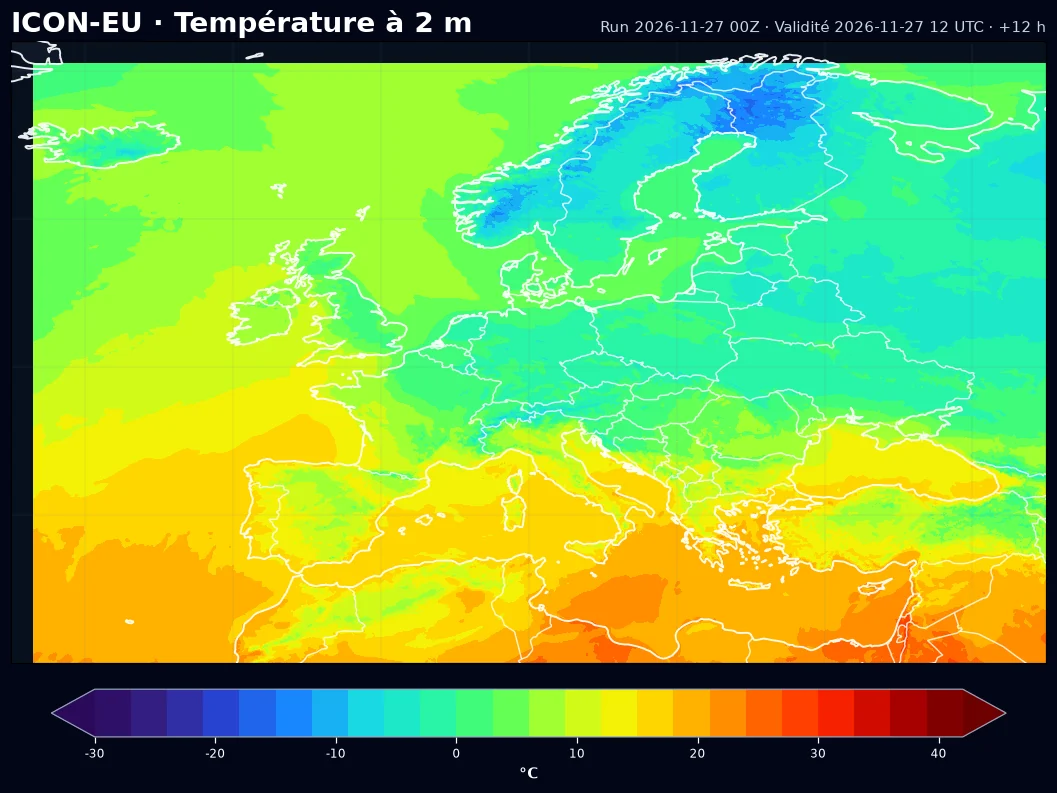 ICON-EU · Température à 2 m
Run 2026-11-27 00Z · Validité 2026-11-27 12 UTC · +12 h
-30 -20 -10 0 10 20 30 40
°C